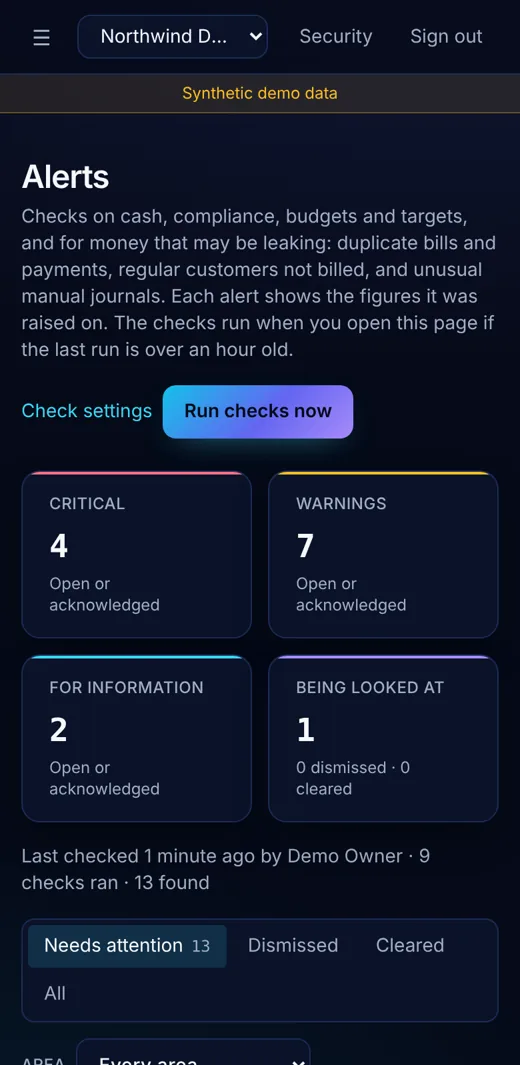 ☰ Northwind D... Security Sign out
Synthetic demo data
Alerts
Checks on cash, compliance, budgets and targets,
and for money that may be leaking: duplicate bills and
payments, regular customers not billed, and unusual
manual journals. Each alert shows the figures it was
raised on. The checks run when you open this page if
the last run is over an hour old.
Check settings Run checks now
CRITICAL
4
Open or
acknowledged
WARNINGS
7
Open or
acknowledged
FOR INFORMATION
2
Open or
acknowledged
BEING LOOKED AT
1
0 dismissed · 0
cleared
Last checked 1 minute ago by Demo Owner · 9
checks ran · 13 found
Needs attention 13 Dismissed Cleared
All
AREA Every area